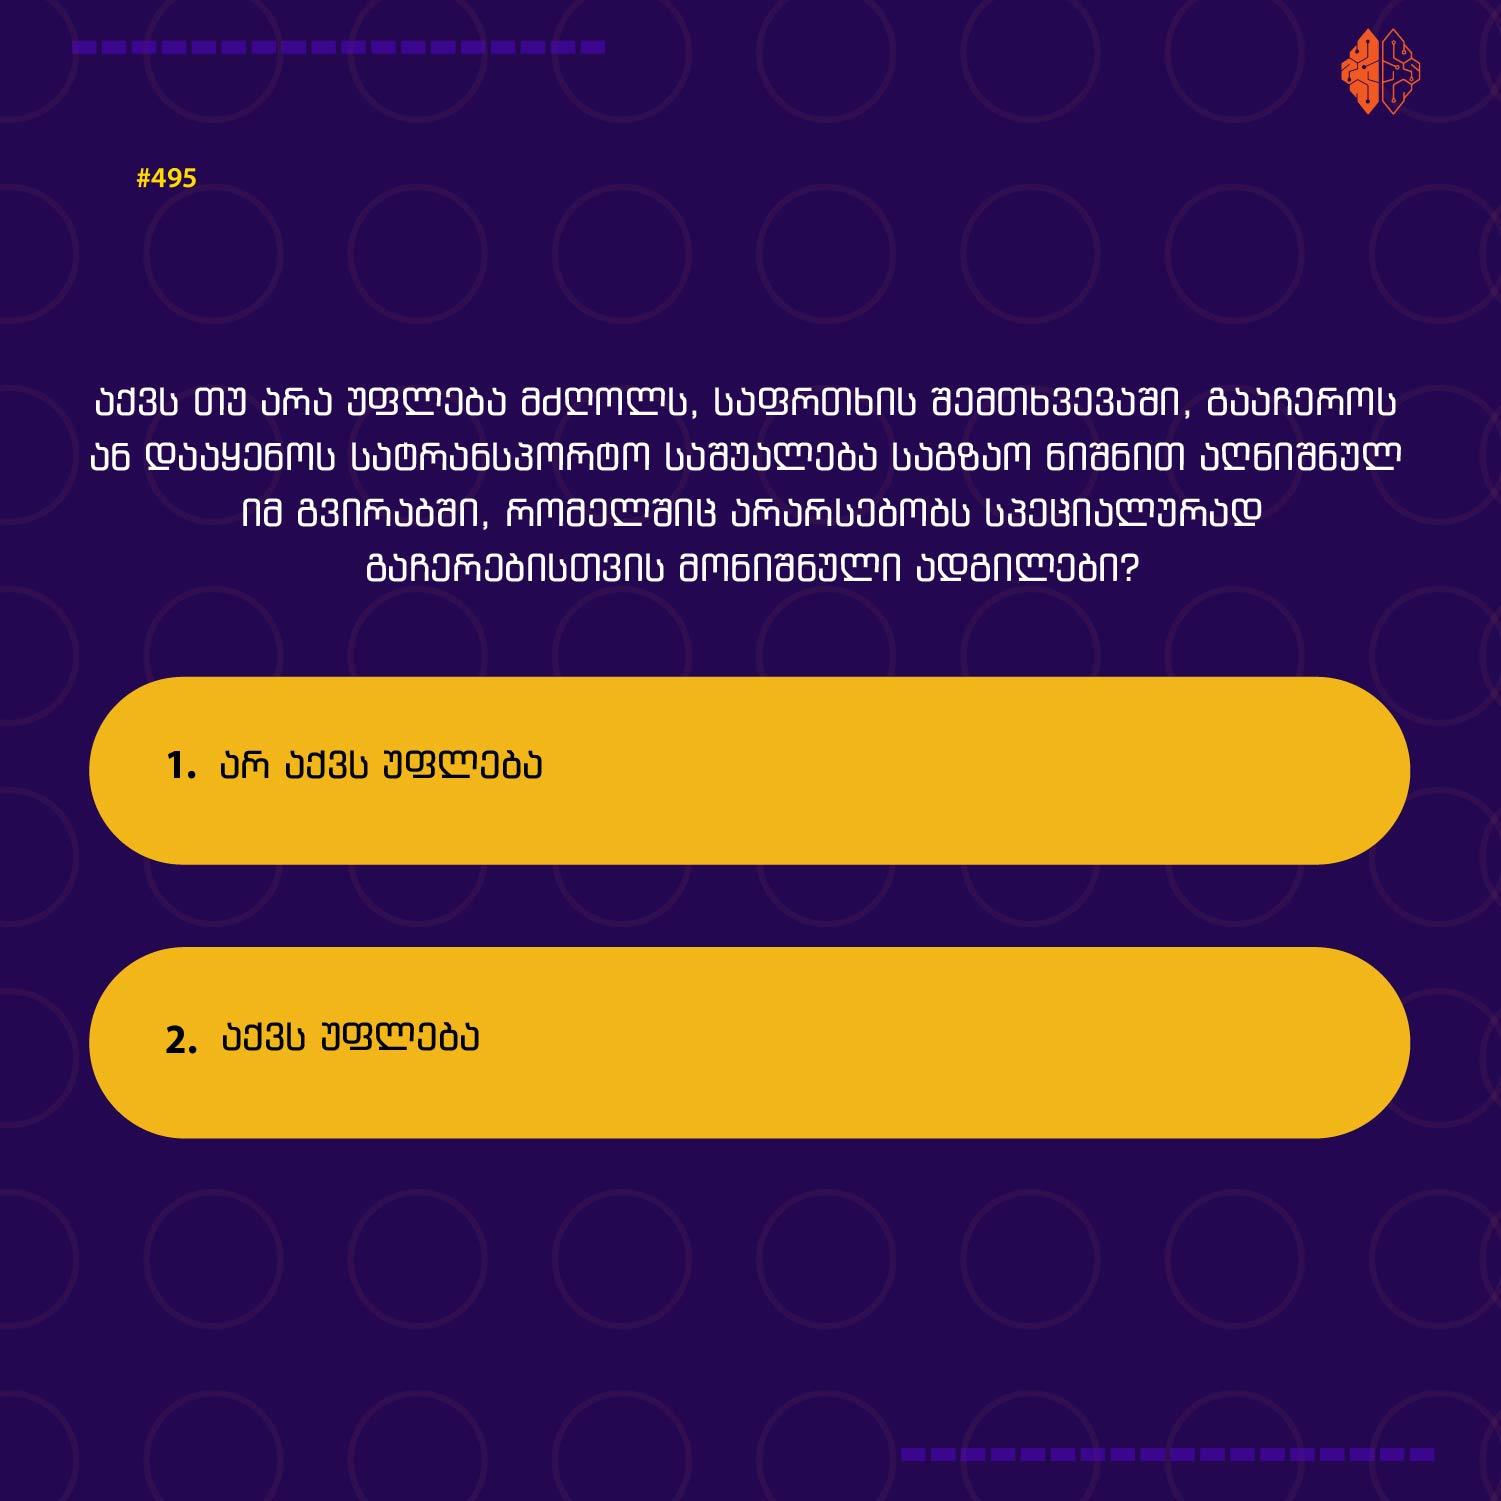 #495
აქვს თუ არა უფლება მძღოლს, საფრთხის შემთხვევაში, გააჩეროს
ან დააყენოს სატრანსპორტო საშუალება საგზაო ნიშნით აღნიშნულ
იმ გვირაბში, რომელშიც არარსებობს სპეციალურად
გაჩერებისთვის მონიშნული ადგილები?
1. არ აქვს უფლება
2. აქვს უფლება